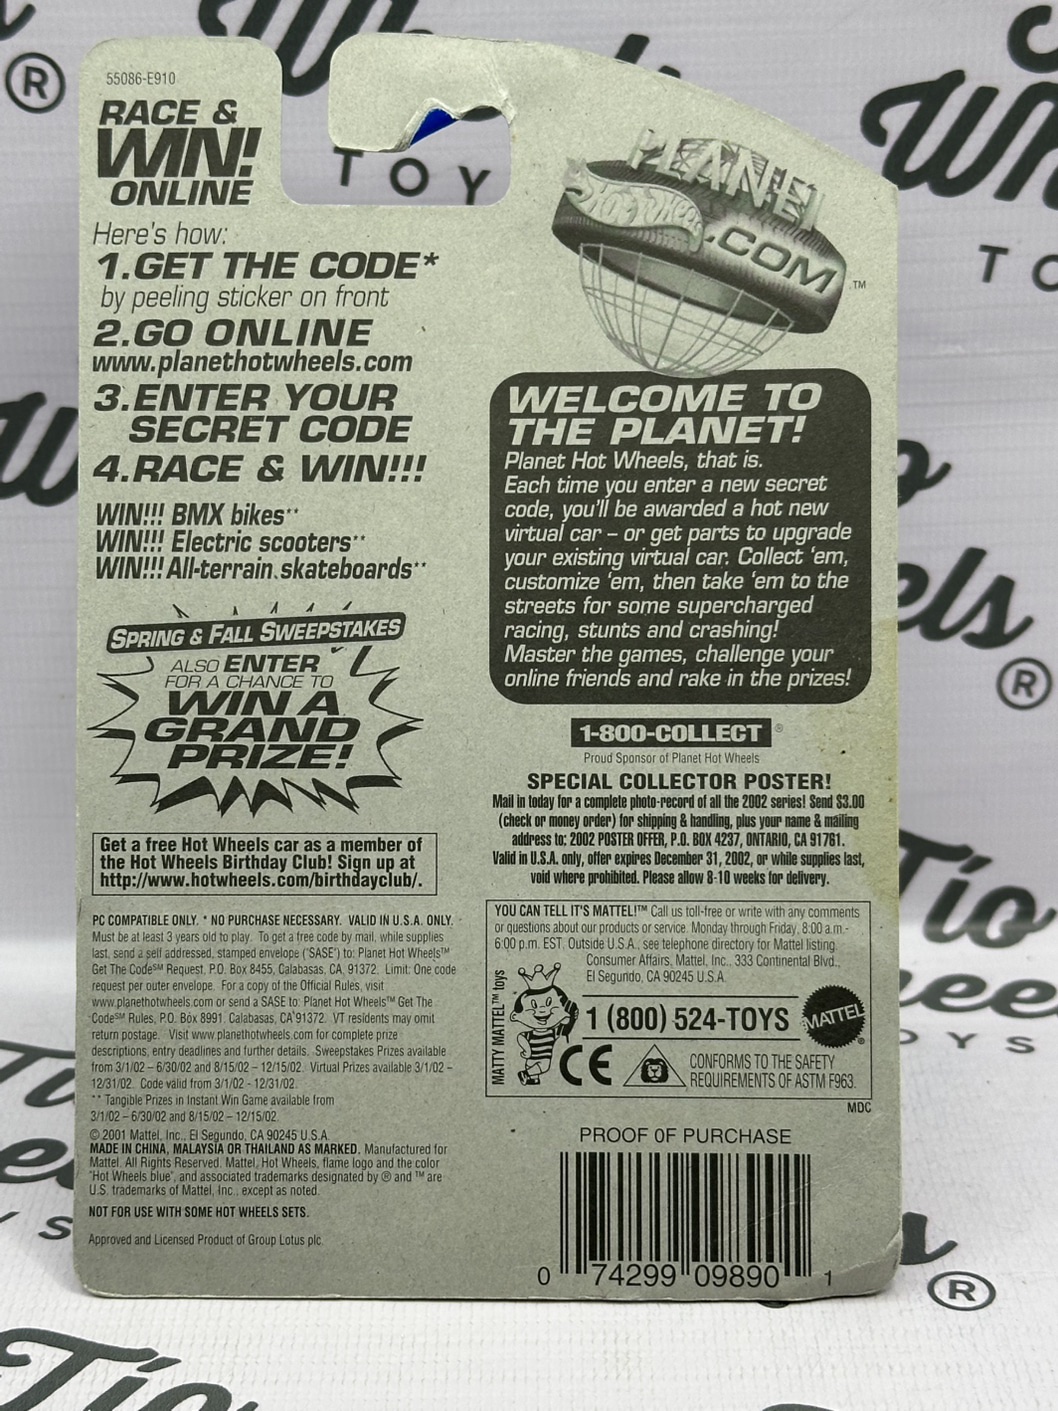 55086-E910
RACE &
WIN!
ONLINE
Here's how:
1.GET THE CODE*
by peeling sticker on front
2.GO ONLINE
www.planethotwheels.com
3.ENTER YOUR
SECRET CODE
4.RACE & WIN!!!
WIN!!! BMX bikes**
WIN!!! Electric scooters**
WIN!!! All-terrain skateboards**
SPRING & FALL SWEEPSTAKES
ALSO ENTER
FOR A CHANCE TO
WIN A
GRAND
PRIZE!
Get a free Hot Wheels car as a member of
the Hot Wheels Birthday Club! Sign up at
http://www.hotwheels.com/birthdayclub/.
PC COMPATIBLE ONLY. * NO PURCHASE NECESSARY. VALID IN U.S.A. ONLY.
Must be at least 3 years old to play. To get a free code by mail, while supplies
last, send a self addressed, stamped envelope ("SASE") to: Planet Hot Wheels™
Get The Code℠ Request, P.O. Box 8455, Calabasas, CA, 91372. Limit: One code
request per outer envelope. For a copy of the Official Rules, visit
www.planethotwheels.com or send a SASE to: Planet Hot Wheels™ Get The
Code℠ Rules, P.O. Box 8991, Calabasas, CA 91372. VT residents may omit
return postage. Visit www.planethotwheels.com for complete prize
descriptions, entry deadlines and further details. Sweepstakes Prizes available
from 3/1/02 – 6/30/02 and 8/15/02 – 12/15/02. Virtual Prizes available 3/1/02 –
12/31/02. Code valid from 3/1/02 - 12/31/02.
** Tangible Prizes in Instant Win Game available from
3/1/02 – 6/30/02 and 8/15/02 – 12/15/02.
© 2001 Mattel, Inc., El Segundo, CA 90245 U.S.A.
MADE IN CHINA, MALAYSIA OR THAILAND AS MARKED. Manufactured for
Mattel. All Rights Reserved. Mattel, Hot Wheels, flame logo and the color
"Hot Wheels blue", and associated trademarks designated by ® and ™ are
U.S. trademarks of Mattel, Inc., except as noted.
NOT FOR USE WITH SOME HOT WHEELS SETS.
Approved and Licensed Product of Group Lotus plc.
PLANET
Hot Wheels
.COM™
WELCOME TO
THE PLANET!
Planet Hot Wheels, that is.
Each time you enter a new secret
code, you'll be awarded a hot new
virtual car – or get parts to upgrade
your existing virtual car. Collect 'em,
customize 'em, then take 'em to the
streets for some supercharged
racing, stunts and crashing!
Master the games, challenge your
online friends and rake in the prizes!
1-800-COLLECT®
Proud Sponsor of Planet Hot Wheels
SPECIAL COLLECTOR POSTER!
Mail in today for a complete photo-record of all the 2002 series! Send $3.00
(check or money order) for shipping & handling, plus your name & mailing
address to: 2002 POSTER OFFER, P.O. BOX 4237, ONTARIO, CA 91761.
Valid in U.S.A. only, offer expires December 31, 2002, or while supplies last,
void where prohibited. Please allow 8-10 weeks for delivery.
YOU CAN TELL IT'S MATTEL!™ Call us toll-free or write with any comments
or questions about our products or service. Monday through Friday, 8:00 a.m.-
6:00 p.m. EST. Outside U.S.A., see telephone directory for Mattel listing.
Consumer Affairs, Mattel, Inc., 333 Continental Blvd.,
El Segundo, CA 90245 U.S.A.
MATTY MATTEL™ toys
1 (800) 524-TOYS
MATTEL®
CE
CONFORMS TO THE SAFETY
REQUIREMENTS OF ASTM F963.
MDC
PROOF OF PURCHASE
0 74299 09890 1
TOY
®
Tio
®